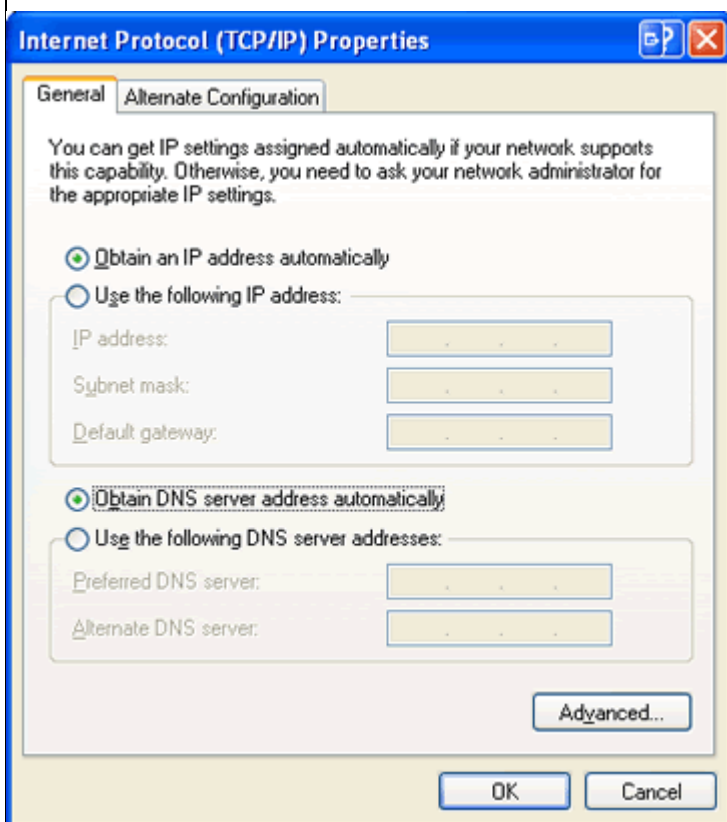 Internet Protocol (TCP/IP) Properties
General
Alternate Configuration
You can get IP settings assigned automatically if your network supports
this capability. Otherwise, you need to ask your network administrator for
the appropriate IP settings.
Obtain an IP address automatically
Use the following IP address:
IP address:
Subnet mask:
Default gateway:
Obtain DNS server address automatically
Use the following DNS server addresses:
Preferred DNS server:
Alternate DNS server:
Advanced...
OK
Cancel